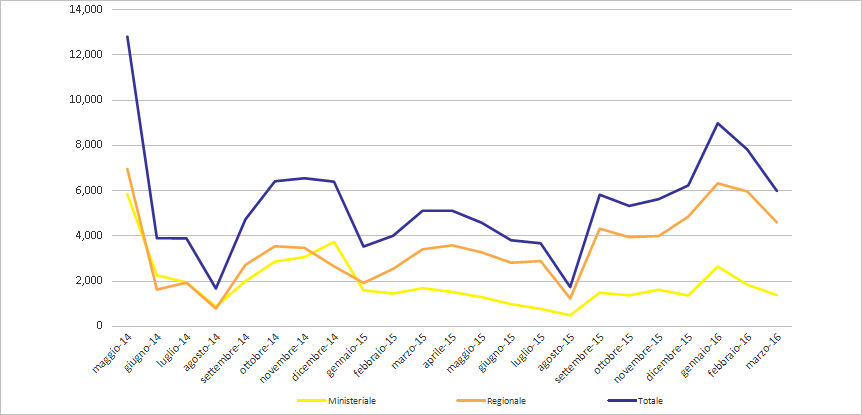 14,000
12,000
10,000
8,000
6,000
4,000
2,000
0
maggio-14
giugno-14
luglio-14
agosto-14
settembre-14
ottobre-14
novembre-14
dicembre-14
gennaio-15
febbraio-15
marzo-15
aprile-15
maggio-15
giugno-15
luglio-15
agosto-15
settembre-15
ottobre-15
novembre-15
dicembre-15
gennaio-16
febbraio-16
marzo-16
Ministeriale Regionale Totale